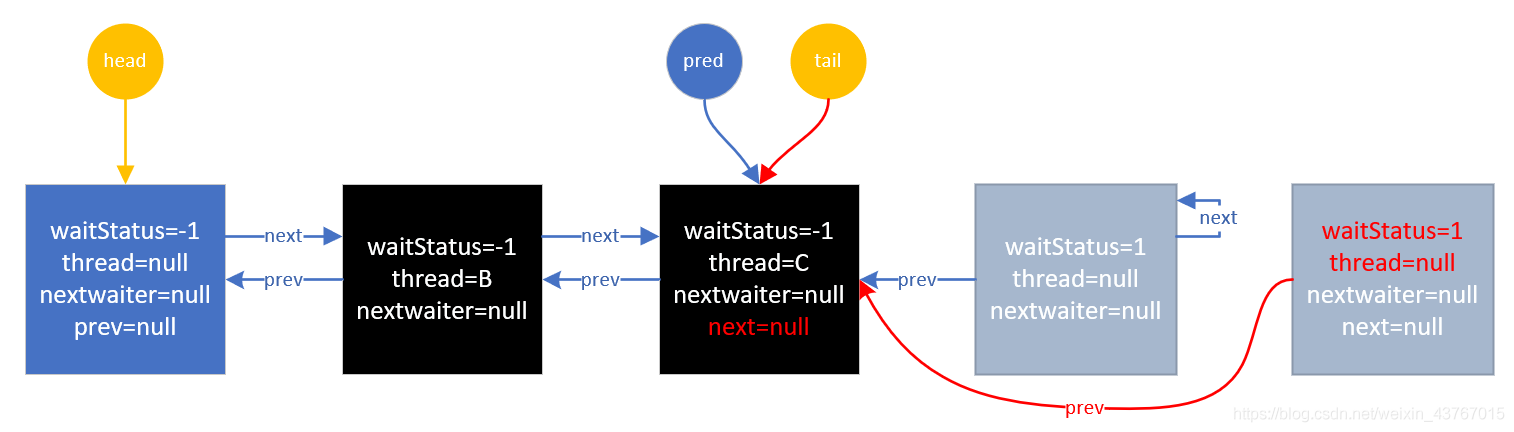 head
pred
tail
waitStatus=-1
thread=null
nextwaiter=null
prev=null
next
prev
waitStatus=-1
thread=B
nextwaiter=null
next
prev
waitStatus=-1
thread=C
nextwaiter=null
next=null
prev
waitStatus=1
thread=null
nextwaiter=null
next
waitStatus=1
thread=null
nextwaiter=null
next=null
prev
https://blog.csdn.net/weixin_43767015